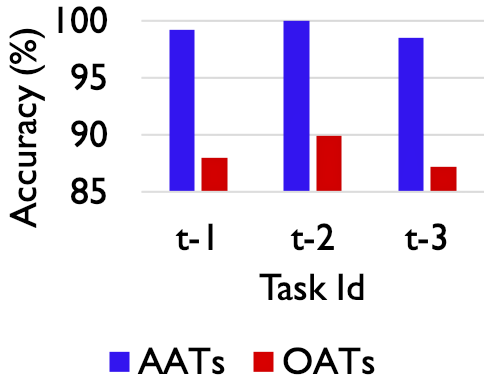 100
95
90
85
Accuracy (%)
t-1 t-2 t-3
Task Id
AATs OATs